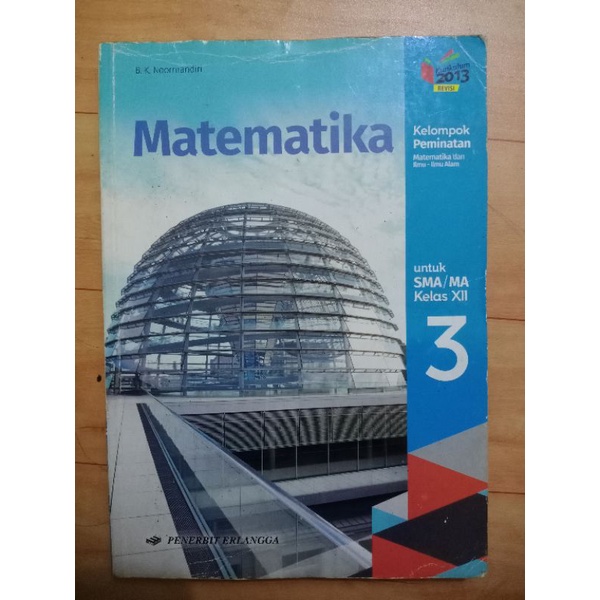 B. K. Noormandiri
Kurikulum
2013
REVISI
Matematika
Kelompok
Peminatan
Matematika dan
Ilmu - Ilmu Alam
untuk
SMA/MA
Kelas XII
3
PENERBIT ERLANGGA